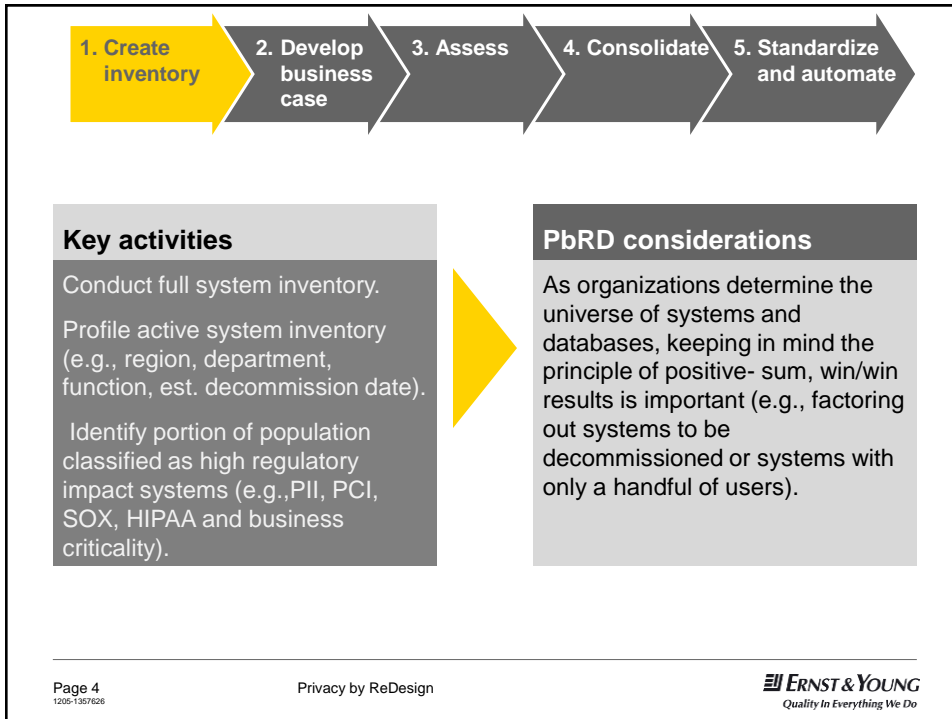 1. Create
inventory
2. Develop
business
case
3. Assess
4. Consolidate
5. Standardize
and automate
Key activities
Conduct full system inventory.
Profile active system inventory
(e.g., region, department,
function, est. decommission date).
Identify portion of population
classified as high regulatory
impact systems (e.g.,PII, PCI,
SOX, HIPAA and business
criticality).
PbRD considerations
As organizations determine the
universe of systems and
databases, keeping in mind the
principle of positive- sum, win/win
results is important (e.g., factoring
out systems to be
decommissioned or systems with
only a handful of users).
Page 4
1205-1357626
Privacy by ReDesign
ERNST & YOUNG
Quality In Everything We Do